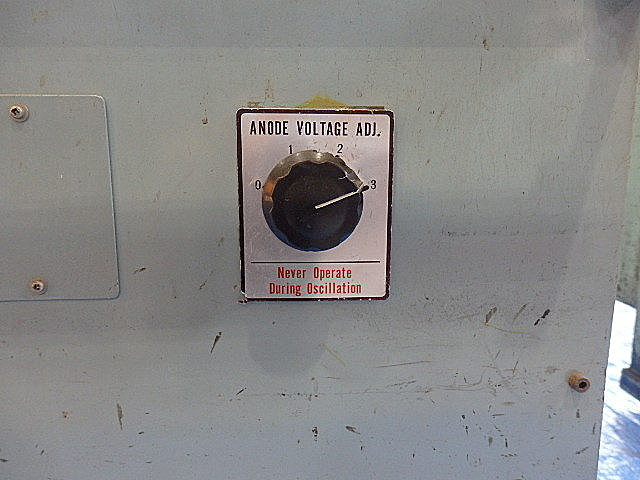 ANODE VOLTAGE ADJ.
1 2
0 3
Never Operate
During Oscillation